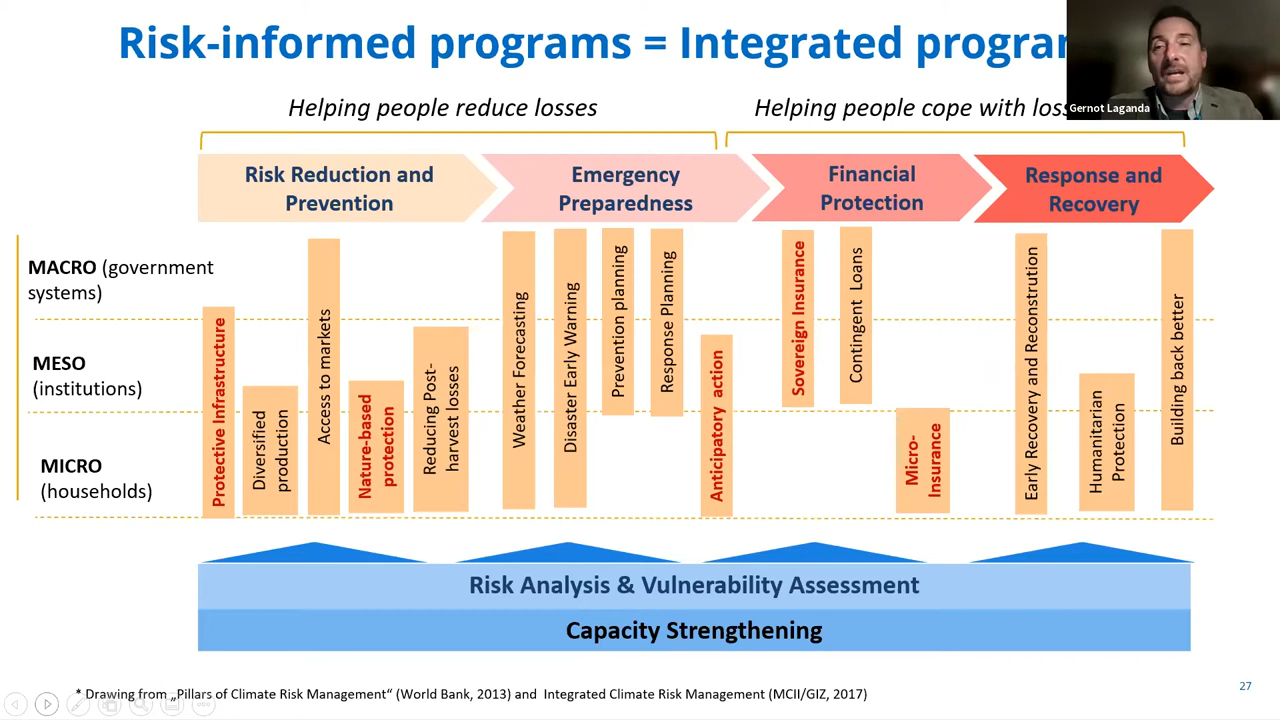 Risk-informed programs = Integrated
Gernot Laganda
Helping people reduce losses
Helping people cope with
Risk Reduction and
Prevention
Emergency
Preparedness
Financial
Protection
Response and
Recovery
MACRO (government
systems)
MESO
(institutions)
MICRO
(households)
Protective Infrastructure
Diversified
production
Access to markets
Nature-based
protection
Reducing Post-
harvest losses
Weather Forecasting
Disaster Early Warning
Prevention planning
Response Planning
Anticipatory action
Sovereign Insurance
Contingent Loans
Micro-
Insurance
Early Recovery and Reconstrution
Humanitarian
Protection
Building back better
Risk Analysis & Vulnerability Assessment
Capacity Strengthening
* Drawing from „Pillars of Climate Risk Management“ (World Bank, 2013) and Integrated Climate Risk Management (MCII/GIZ, 2017)
27